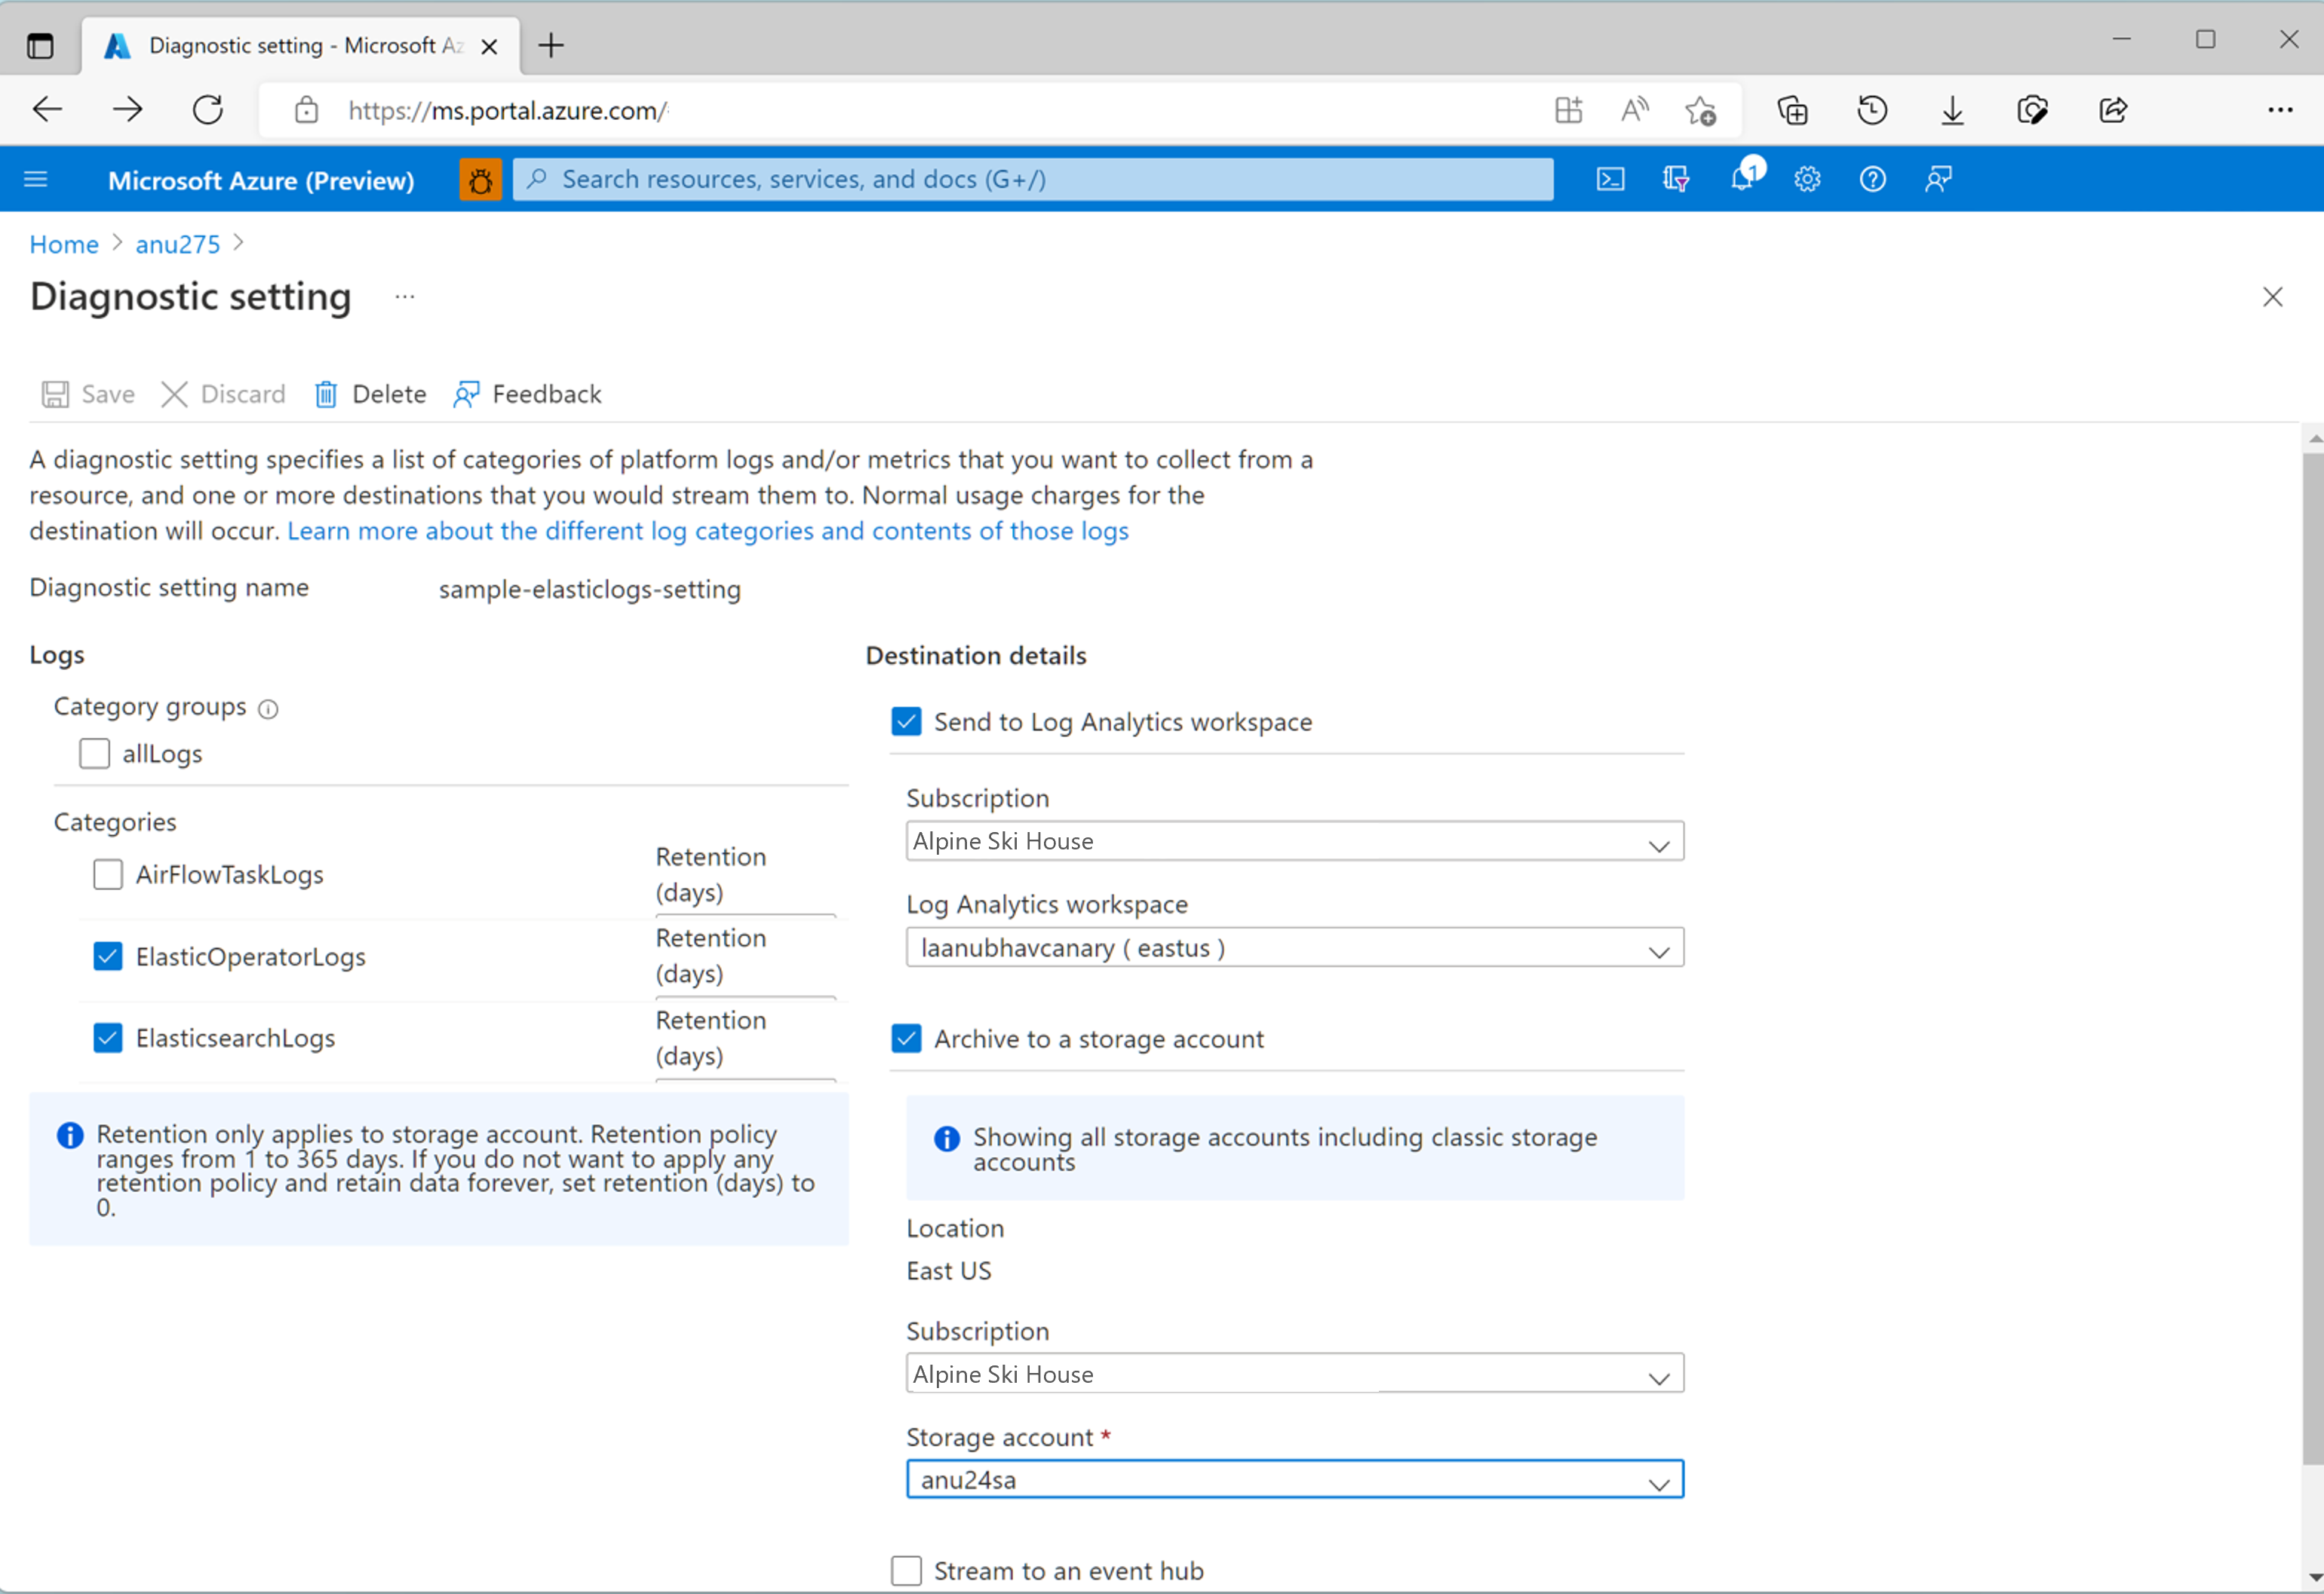 Diagnostic setting - Microsoft Az
https://ms.portal.azure.com/
Microsoft Azure (Preview)
Search resources, services, and docs (G+/)
1
Home > anu275 >
Diagnostic setting ...
Save Discard Delete Feedback
A diagnostic setting specifies a list of categories of platform logs and/or metrics that you want to collect from a
resource, and one or more destinations that you would stream them to. Normal usage charges for the
destination will occur. Learn more about the different log categories and contents of those logs
Diagnostic setting name sample-elasticlogs-setting
Logs
Category groups
allLogs
Categories
AirFlowTaskLogs
Retention
(days)
ElasticOperatorLogs
Retention
(days)
ElasticsearchLogs
Retention
(days)
Retention only applies to storage account. Retention policy
ranges from 1 to 365 days. If you do not want to apply any
retention policy and retain data forever, set retention (days) to
0.
Destination details
Send to Log Analytics workspace
Subscription
Alpine Ski House
Log Analytics workspace
laanubhavcanary ( eastus )
Archive to a storage account
Showing all storage accounts including classic storage
accounts
Location
East US
Subscription
Alpine Ski House
Storage account *
anu24sa
Stream to an event hub